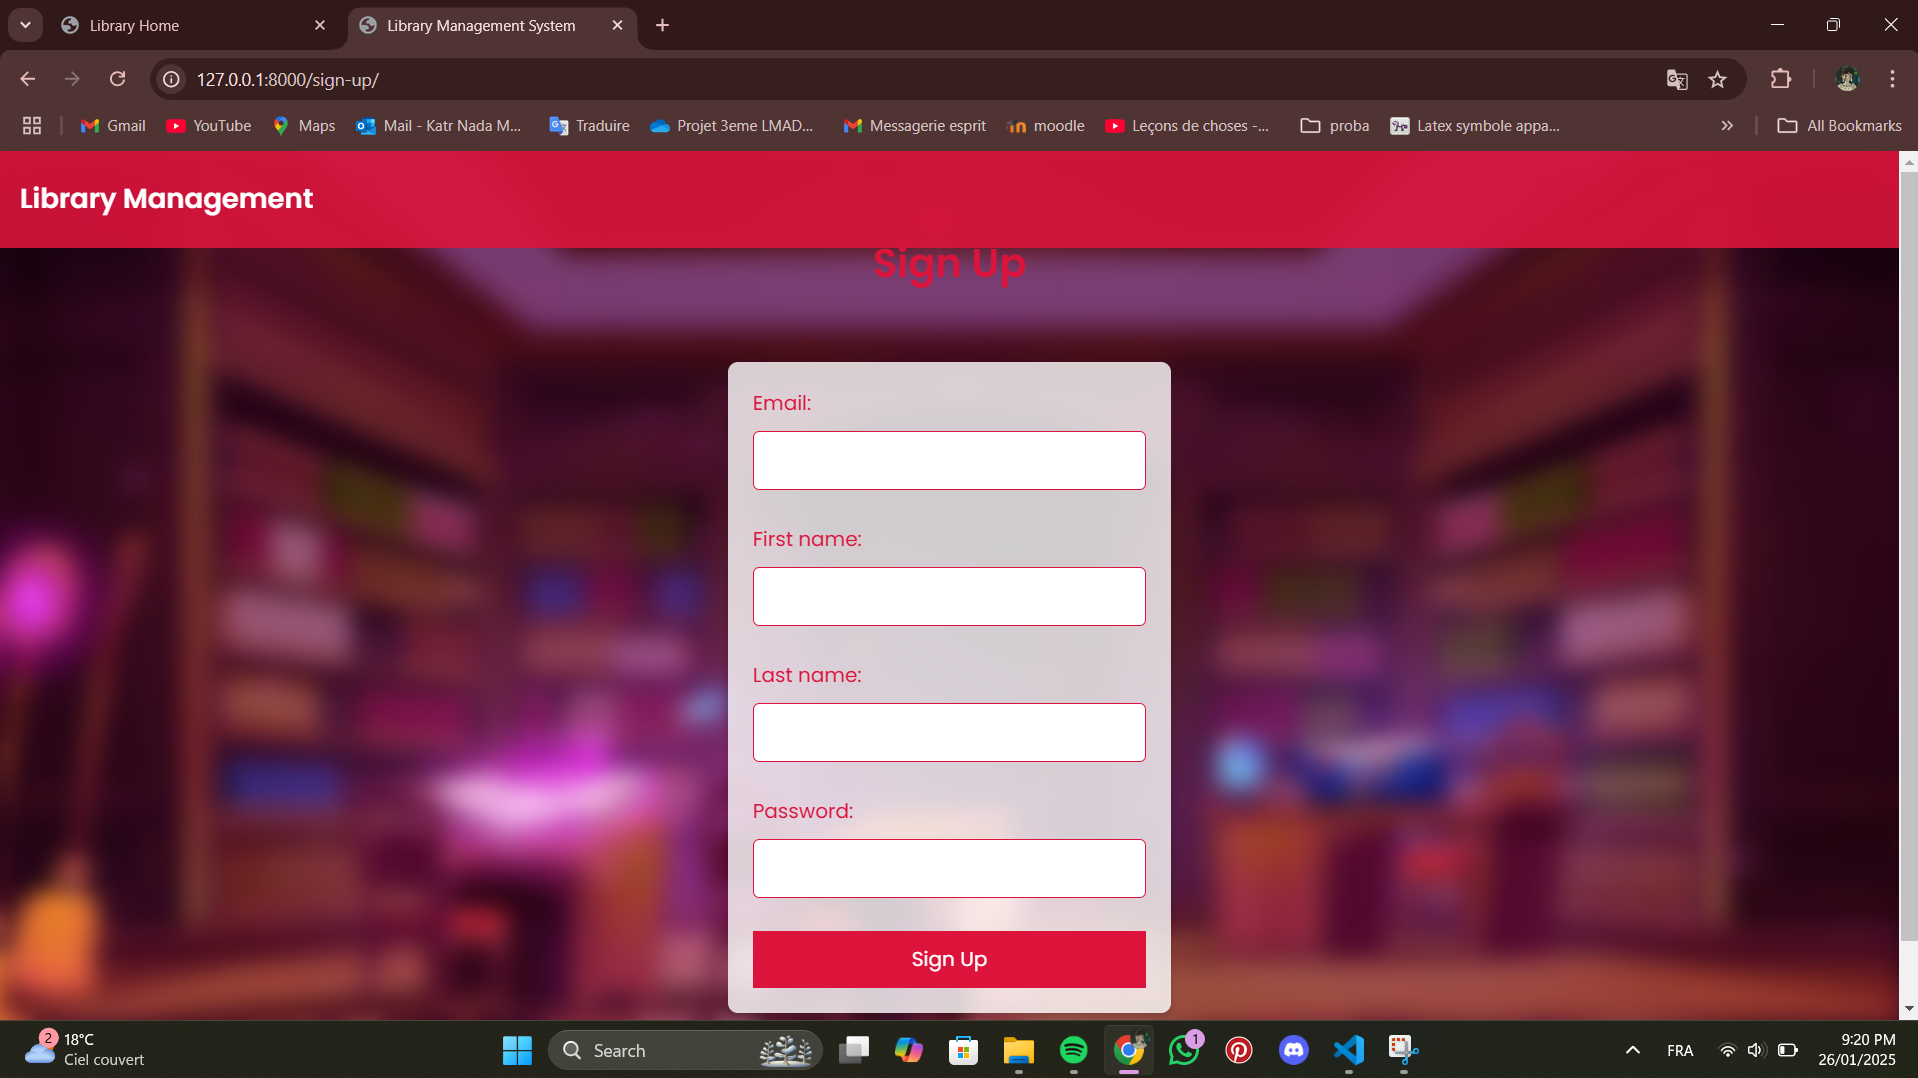 Library Home
Library Management System
127.0.0.1:8000/sign-up/
Gmail
YouTube
Maps
Mail - Katr Nada M...
Traduire
Projet 3eme LMAD...
Messagerie esprit
moodle
Leçons de choses -...
proba
Latex symbole appa...
All Bookmarks
Library Management
Sign Up
Email:
First name:
Last name:
Password:
Sign Up
2
18°C
Ciel couvert
Search
1
FRA
9:20 PM
26/01/2025